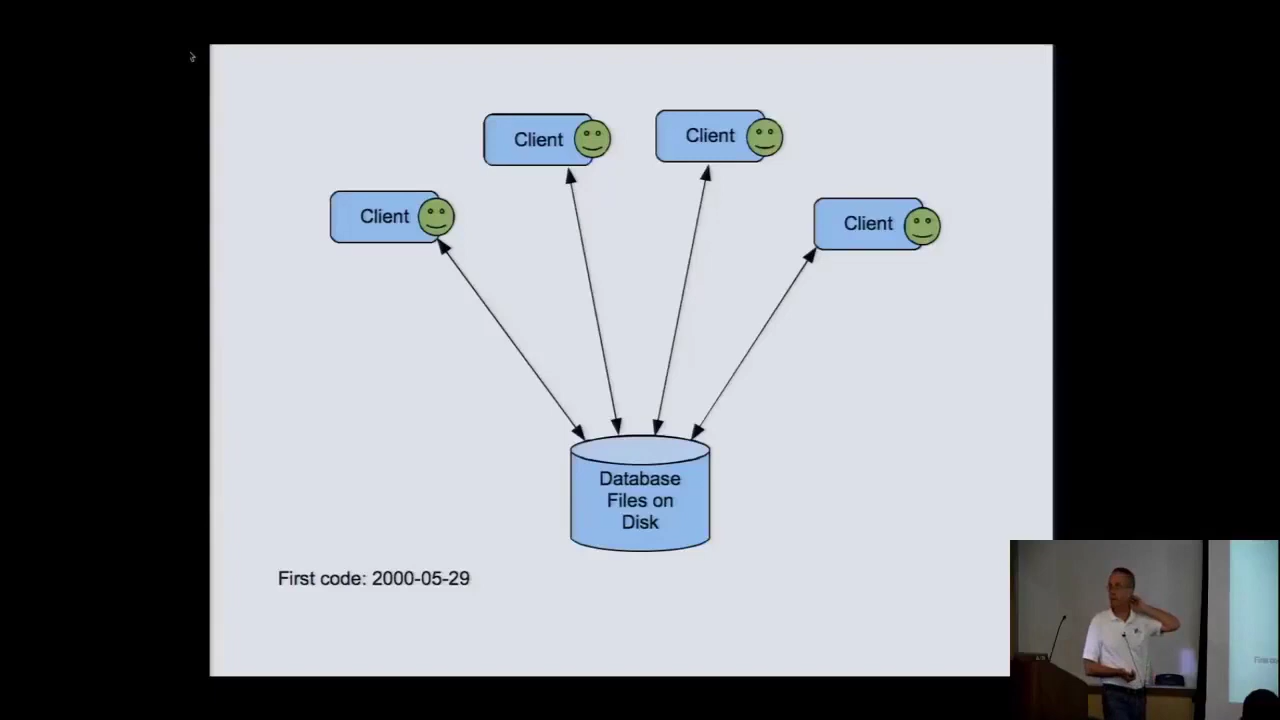 Client
Client
Client
Client
Database
Files on
Disk
First code: 2000-05-29